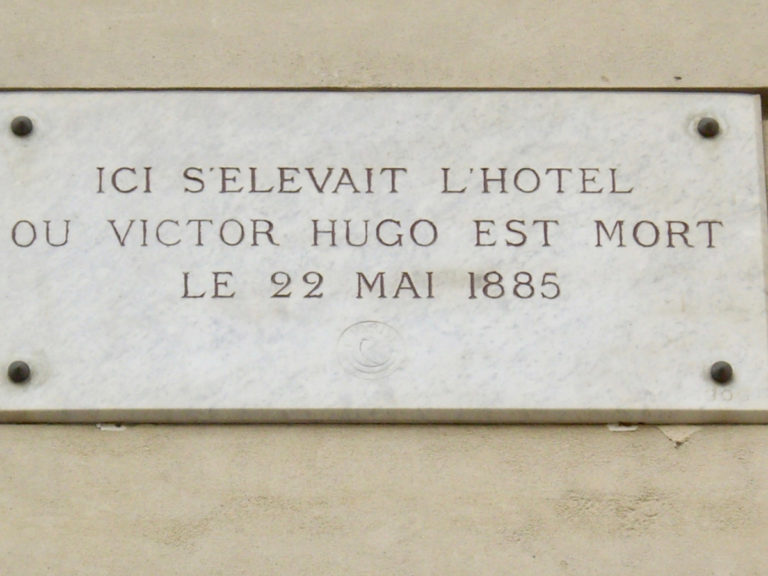 ICI S'ELEVAIT L'HOTEL
OU VICTOR HUGO EST MORT
LE 22 MAI 1885